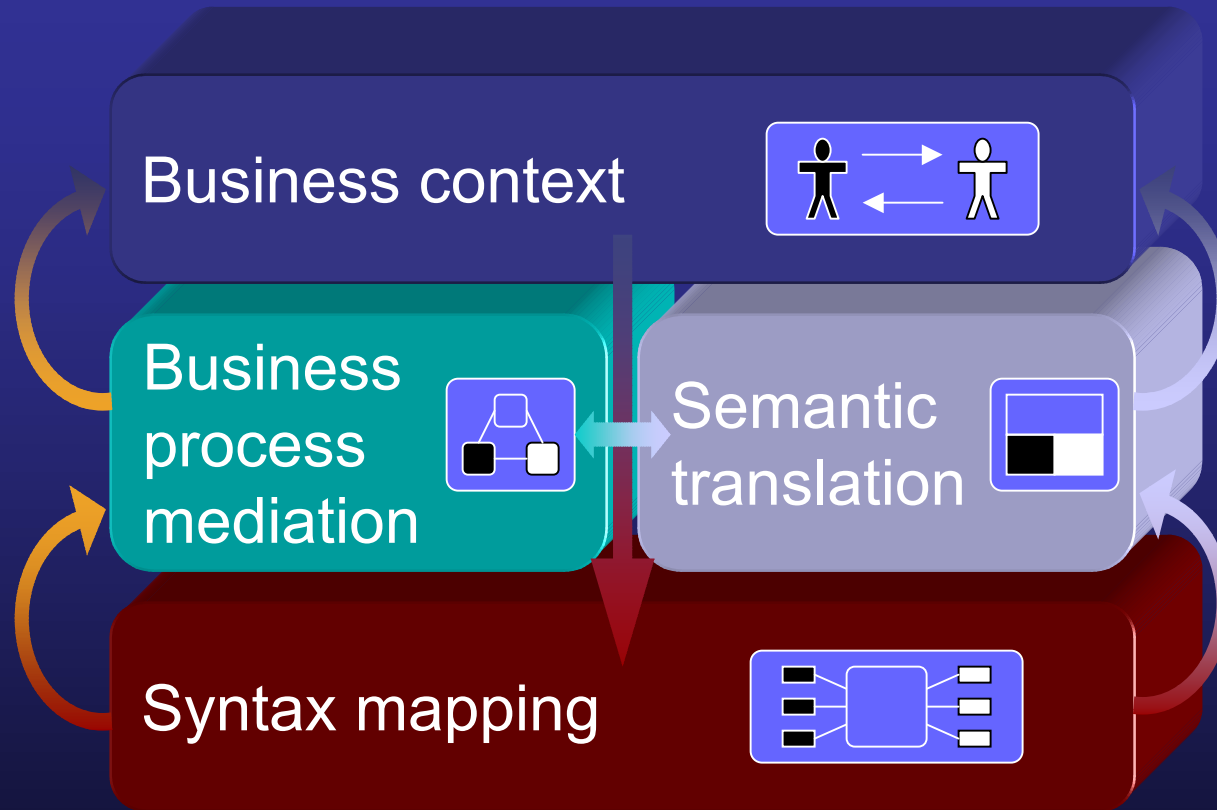 Business context
Business
process
mediation
Semantic
translation
Syntax mapping